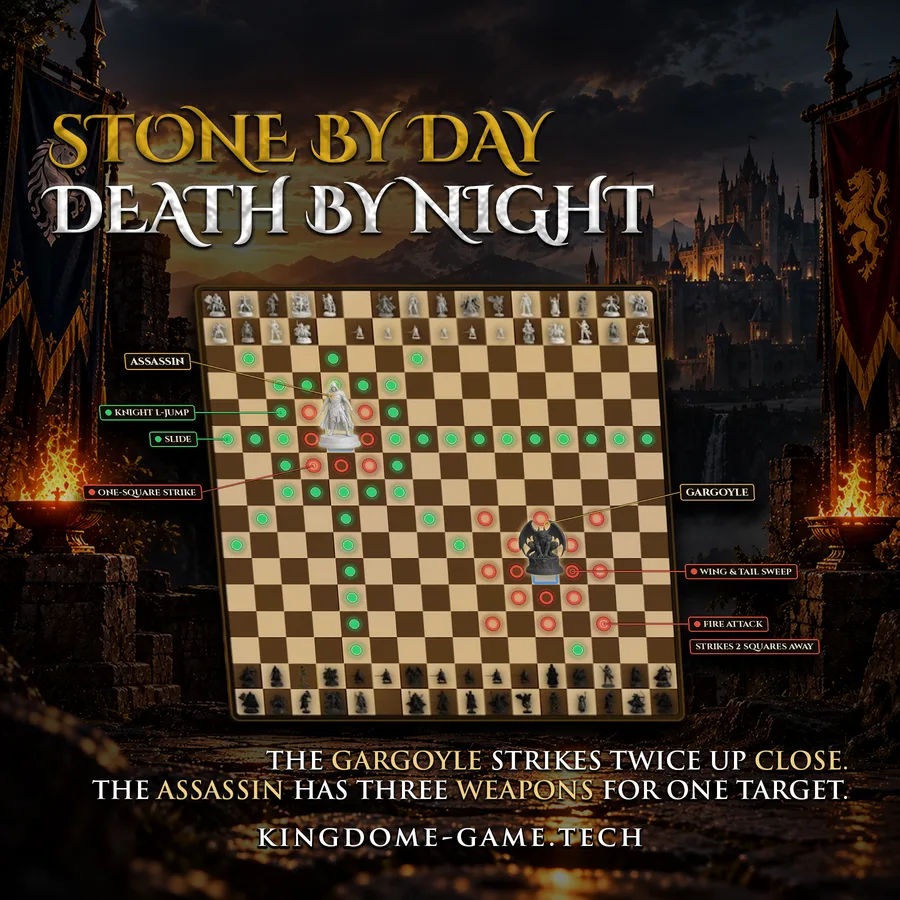 STONE BY DAY
DEATH BY NIGHT
ASSASSIN
KNIGHT L-JUMP
SLIDE
ONE-SQUARE STRIKE
GARGOYLE
WING & TAIL SWEEP
FIRE ATTACK
STRIKES 2 SQUARES AWAY
THE GARGOYLE STRIKES TWICE UP CLOSE.
THE ASSASSIN HAS THREE WEAPONS FOR ONE TARGET.
KINGDOME-GAME.TECH